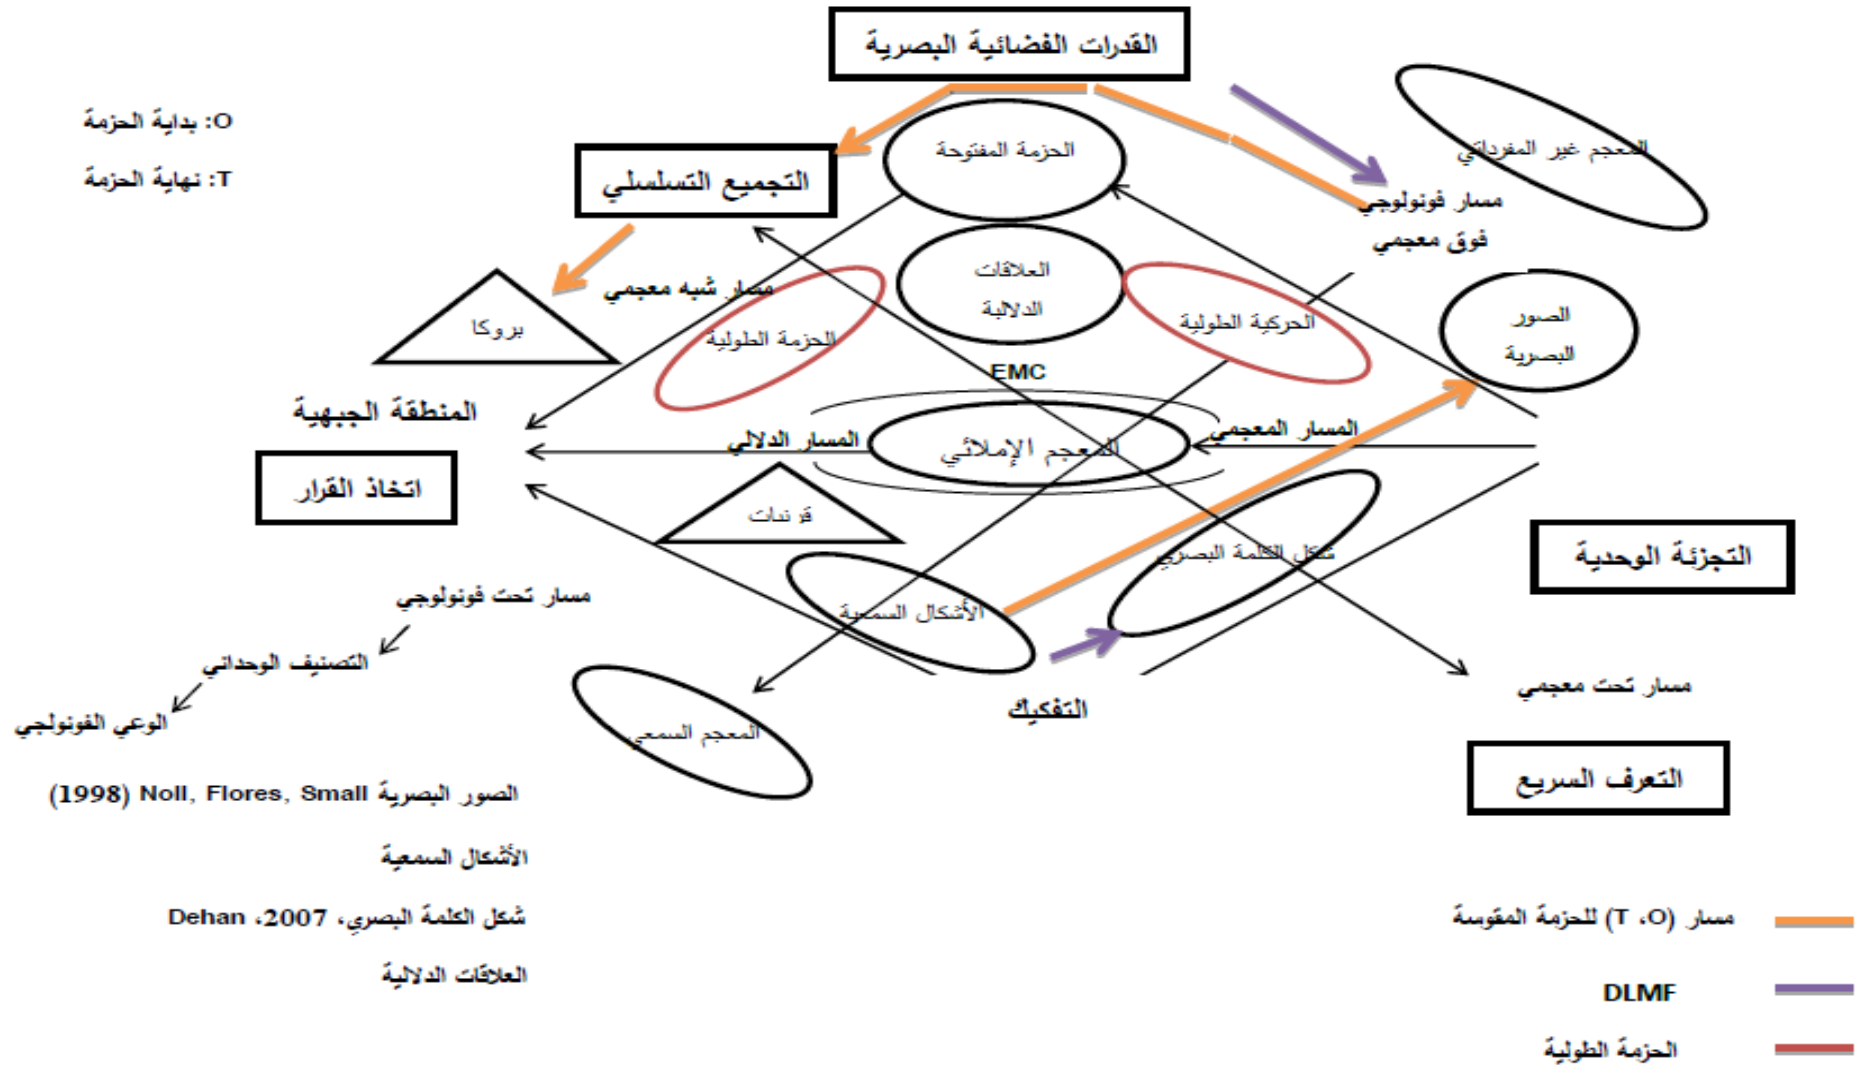 القدرات الفضائية البصرية
O: بداية الحزمة
T: نهاية الحزمة
الحزمة المفتوحة
المعجم غير المفرداتي
التجميع التسلسلي
مسار فونولوجي
فوق معجمي
العلاقات
الدلالية
مسار شبه معجمي
الحزمة الطولية
الحركية الطولية
الصور
البصرية
بروكا
EMC
المنطقة الجبهية
المسار الدلالي
المعجم الإملائي
المسار المعجمي
اتخاذ القرار
شكل الكلمة البصري
التجزئة الوحدية
مسار تحت فونولوجي
الأشكال السمعية
التصنيف الوحداتي
مسار تحت معجمي
التفكيك
الوعي الفونولجي
المعجم السمعي
التعرف السريع
الصور البصرية Noll, Flores, Small (1998)
الأشكال السمعية
شكل الكلمة البصري، 2007، Dehan
العلاقات الدلالية
مسار (O، T) للحزمة المقوسة
DLMF
الحزمة الطولية